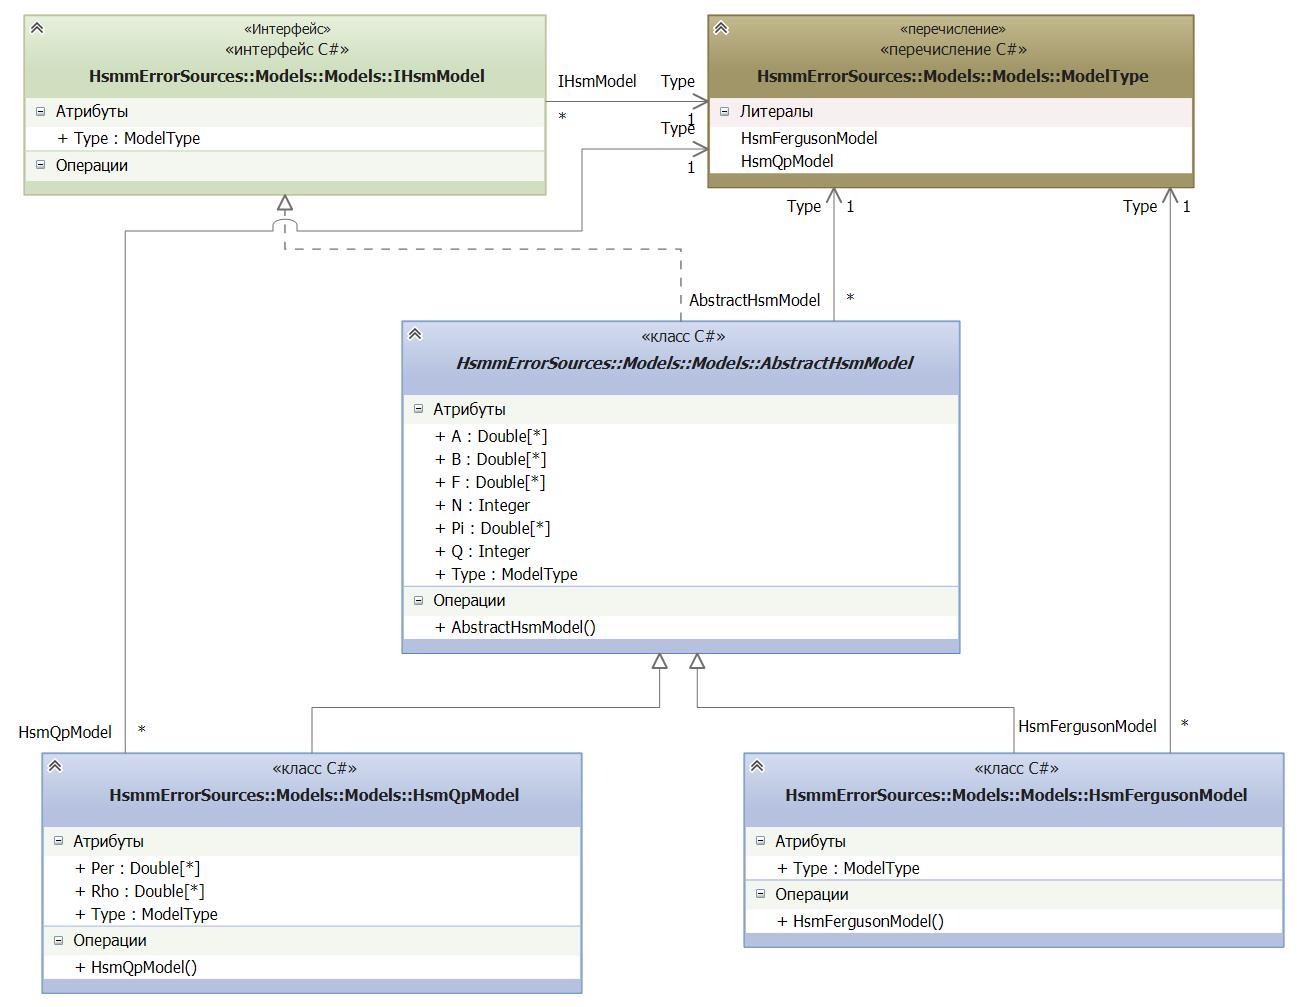 «Интерфейс»
«интерфейс C#»
HsmmErrorSources::Models::Models::IHsmModel
Атрибуты
+ Type : ModelType
Операции
IHsmModel
Type
*
1
«перечисление»
«перечисление C#»
HsmmErrorSources::Models::Models::ModelType
Литералы
HsmFergusonModel
HsmQpModel
Type
1
Type
1
Type
1
AbstractHsmModel
*
«класс C#»
HsmmErrorSources::Models::Models::AbstractHsmModel
Атрибуты
+ A : Double[*]
+ B : Double[*]
+ F : Double[*]
+ N : Integer
+ Pi : Double[*]
+ Q : Integer
+ Type : ModelType
Операции
+ AbstractHsmModel()
HsmQpModel
*
HsmFergusonModel
*
«класс C#»
HsmmErrorSources::Models::Models::HsmQpModel
Атрибуты
+ Per : Double[*]
+ Rho : Double[*]
+ Type : ModelType
Операции
+ HsmQpModel()
«класс C#»
HsmmErrorSources::Models::Models::HsmFergusonModel
Атрибуты
+ Type : ModelType
Операции
+ HsmFergusonModel()